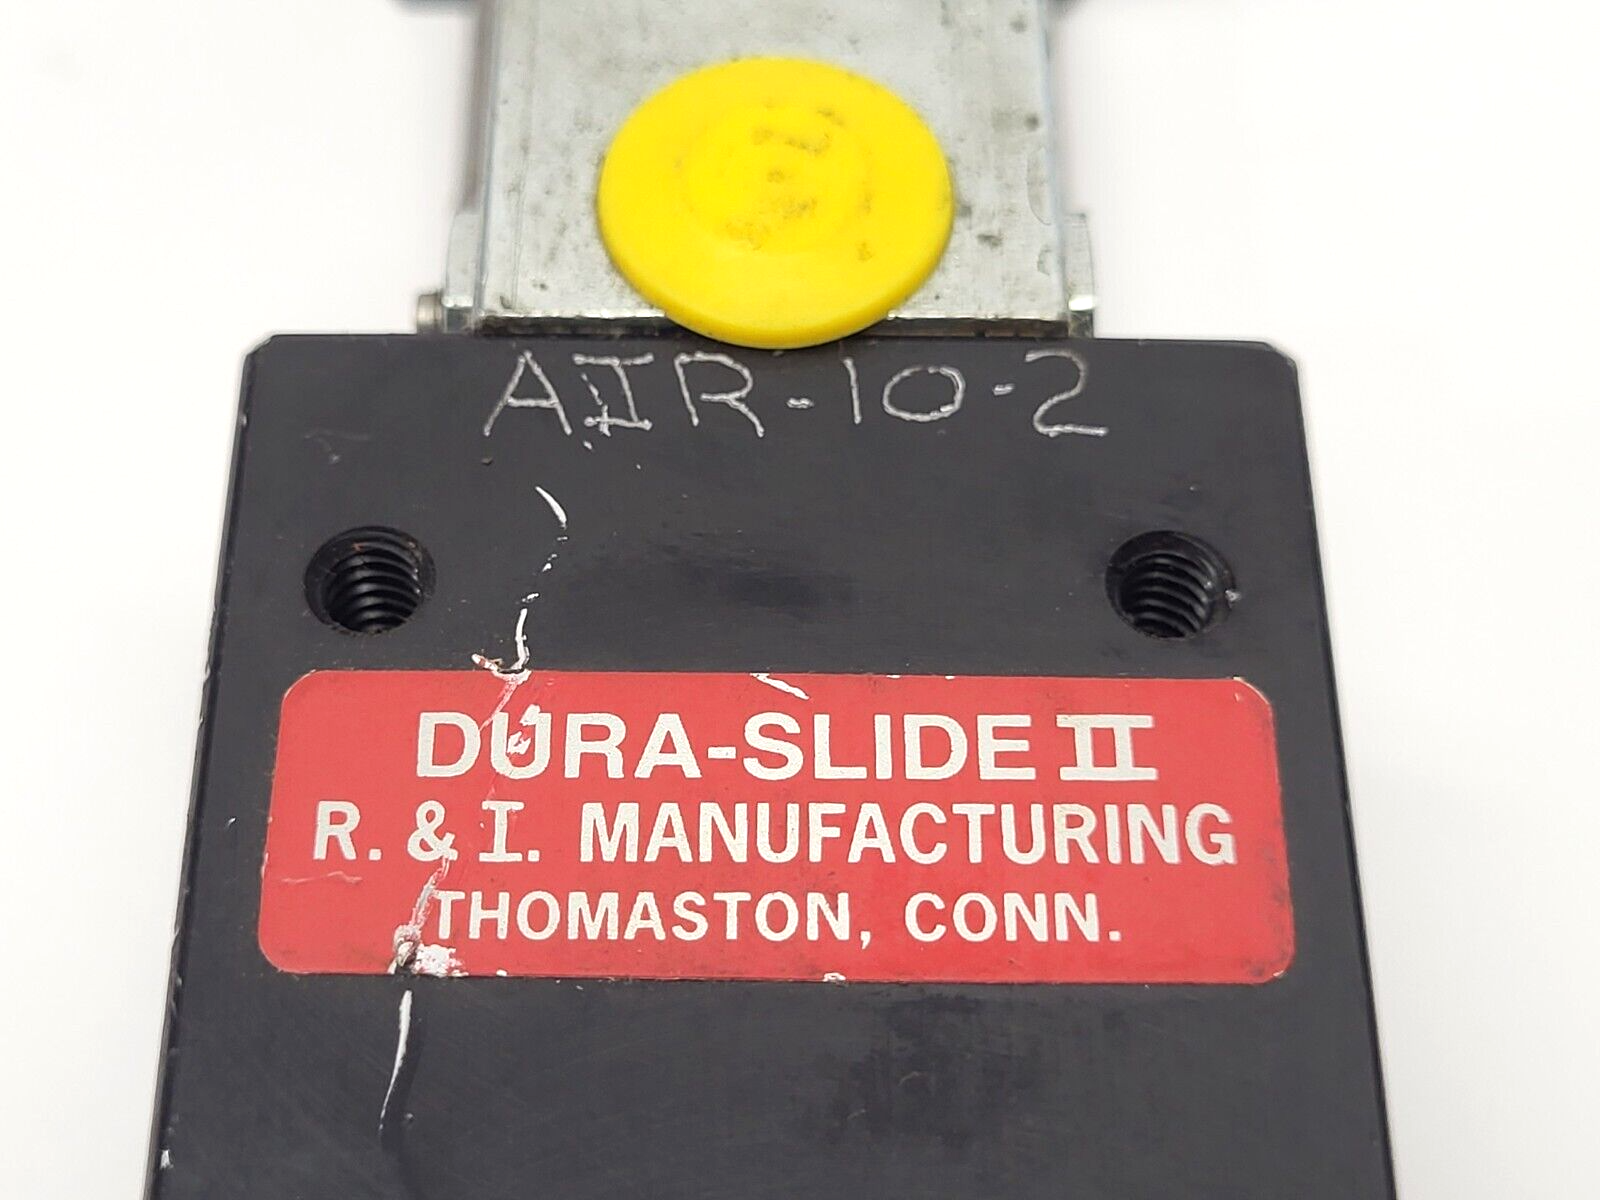 AIR-10-2
DURA-SLIDE II
R. & I. MANUFACTURING
THOMASTON, CONN.